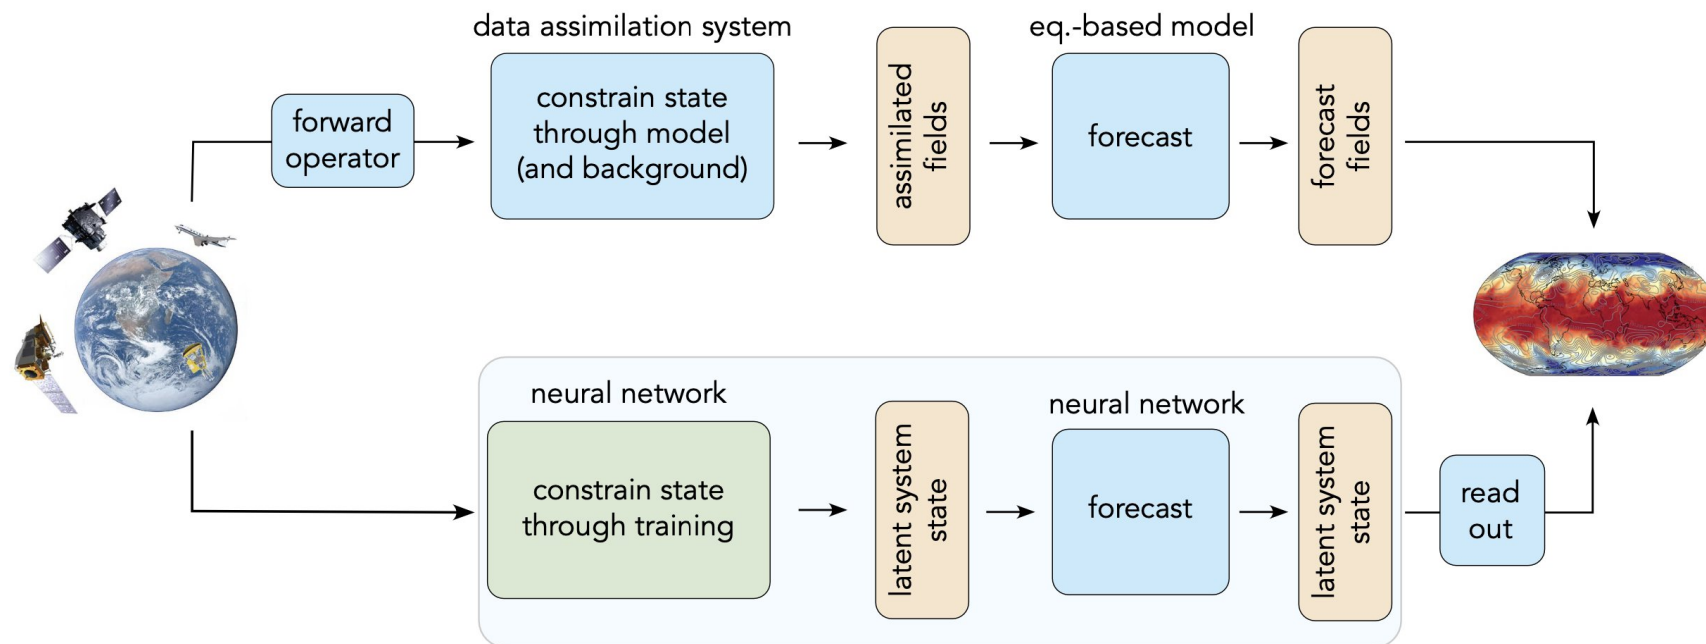 data assimilation system
eq.-based model
forward
operator
constrain state
through model
(and background)
assimilated
fields
forecast
forecast
fields
neural network
neural network
constrain state
through training
latent system
state
forecast
latent system
state
read
out